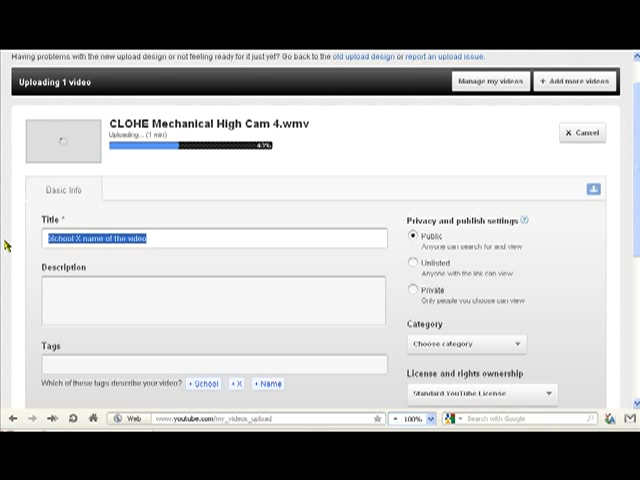 Having problems with the new upload design or not feeling ready for it just yet? Go back to the old upload design or report an upload issue.
Uploading 1 video
Manage my videos
+ Add more videos
CLOHE Mechanical High Cam 4.wmv
Uploading... (1 min)
43%
x Cancel
Basic Info
Title *
School X name of the video
Description
Tags
Which of these tags describe your video? + School + X + Name
Privacy and publish settings ?
Public
Anyone can search for and view
Unlisted
Anyone with the link can view
Private
Only people you choose can view
Category
Choose category
License and rights ownership
Standard YouTube License
Web www.youtube.com/my_videos_upload
100%
Search with Google